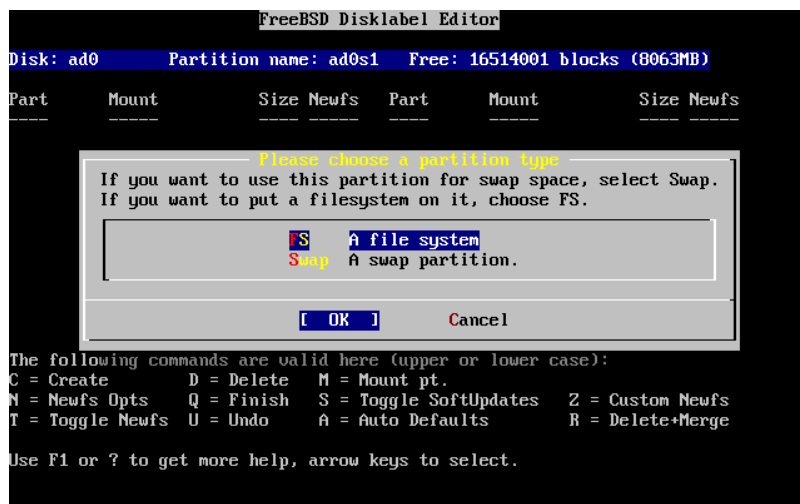 FreeBSD Disklabel Editor
Disk: ad0 Partition name: ad0s1 Free: 16514001 blocks (8063MB)
Part Mount Size Newfs Part Mount Size Newfs
---- ----- ---- ----- ---- ----- ---- -----
Please choose a partition type
If you want to use this partition for swap space, select Swap.
If you want to put a filesystem on it, choose FS.
FS A file system
Swap A swap partition.
[ OK ] Cancel
The following commands are valid here (upper or lower case):
C = Create D = Delete M = Mount pt.
N = Newfs Opts Q = Finish S = Toggle SoftUpdates Z = Custom Newfs
T = Toggle Newfs U = Undo A = Auto Defaults R = Delete+Merge
Use F1 or ? to get more help, arrow keys to select.